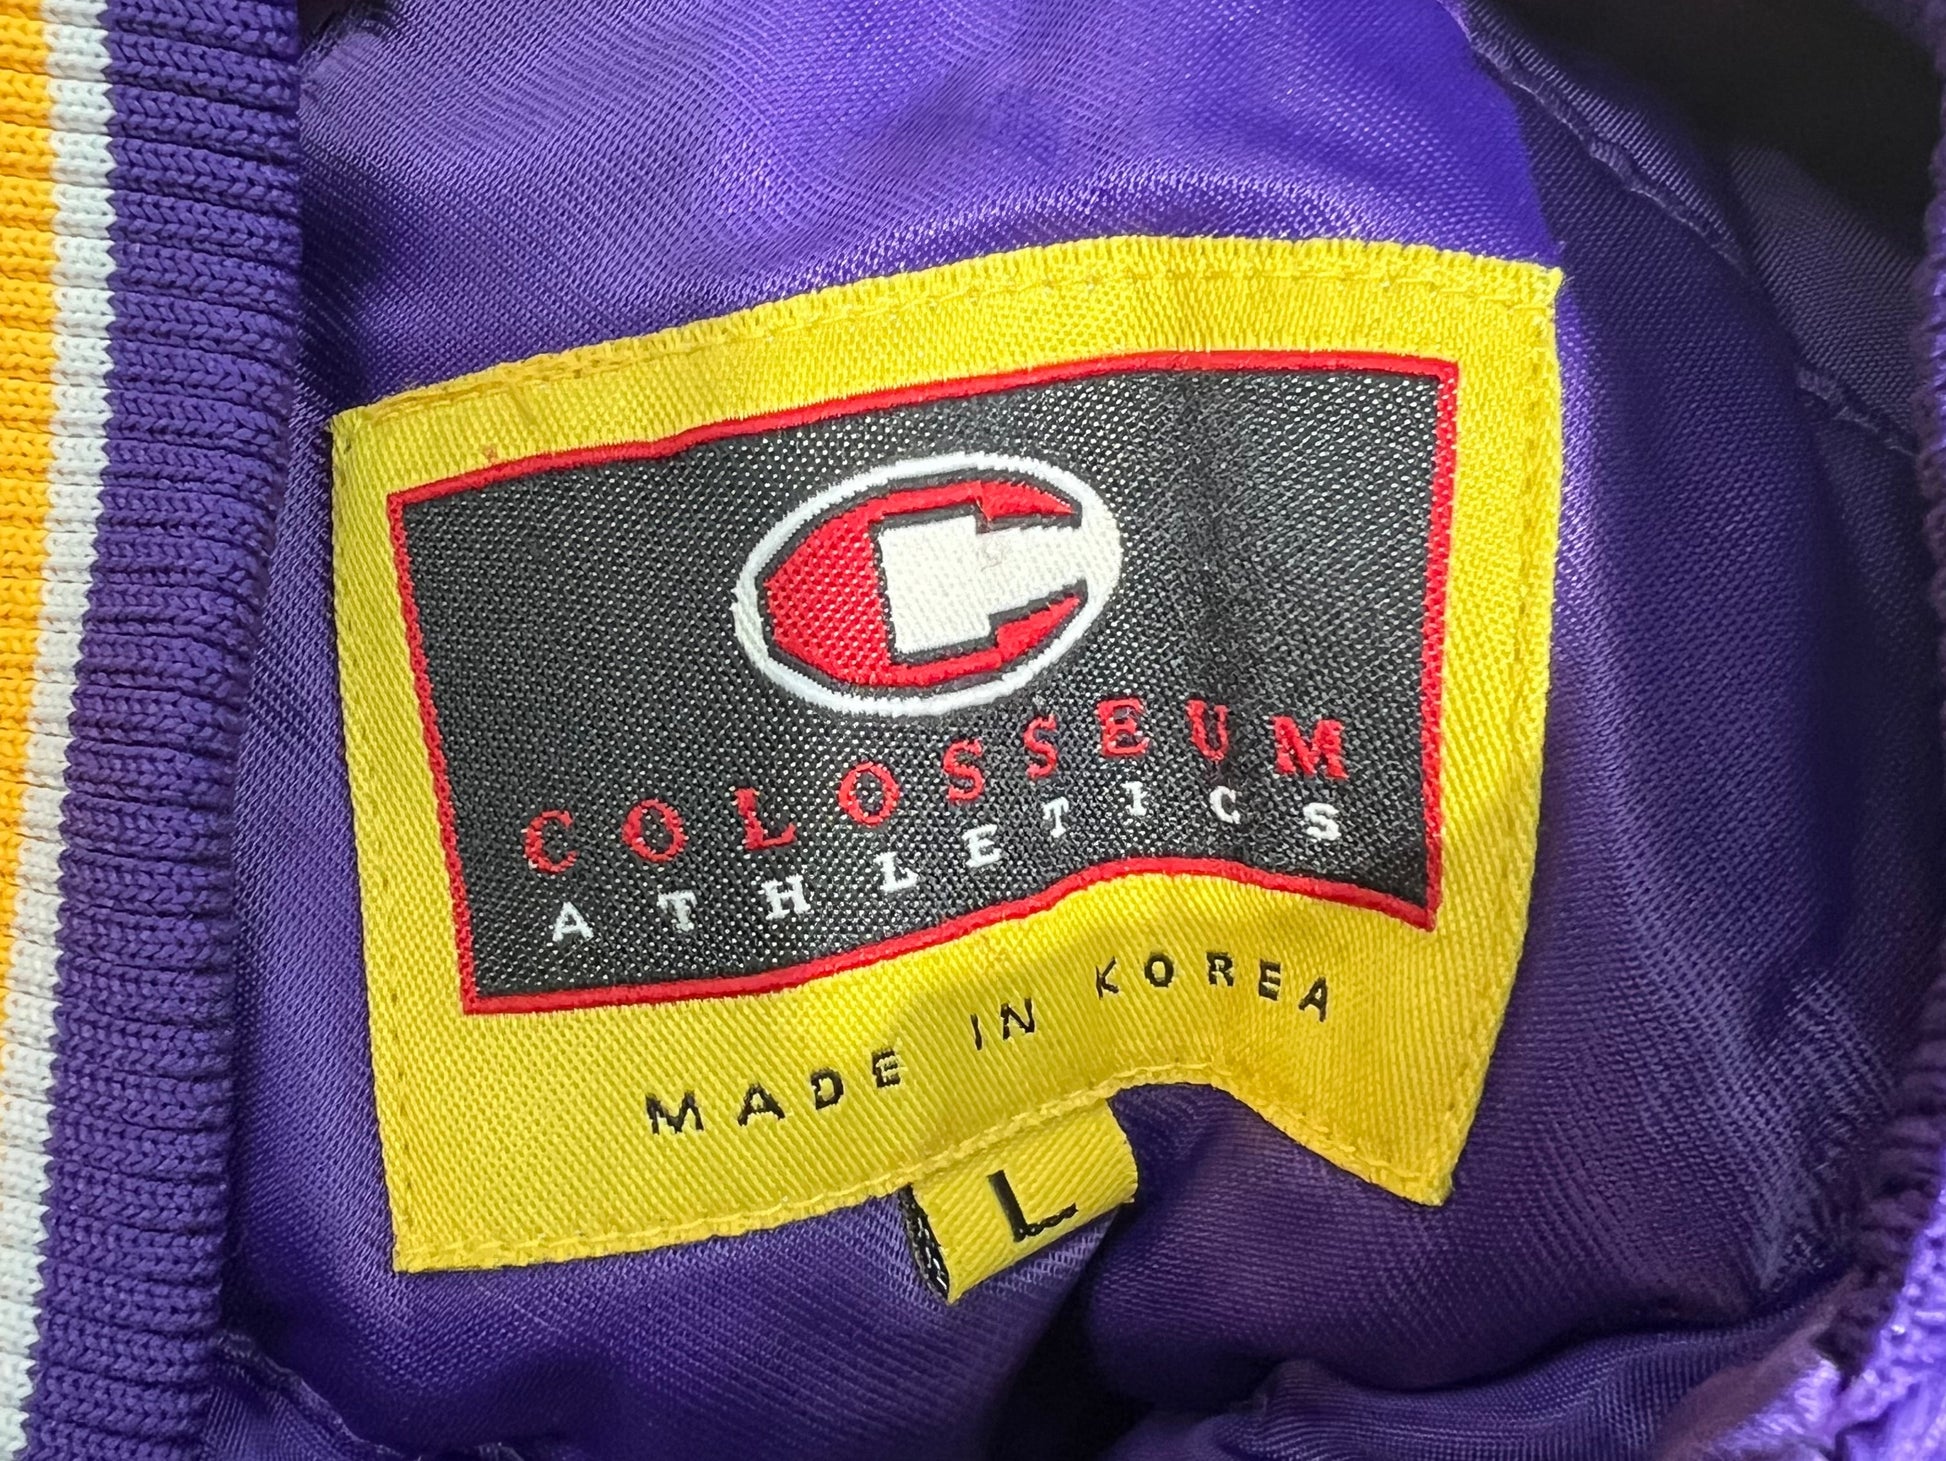 C
COLOSSEUM
ATHLETICS
MADE IN KOREA
L